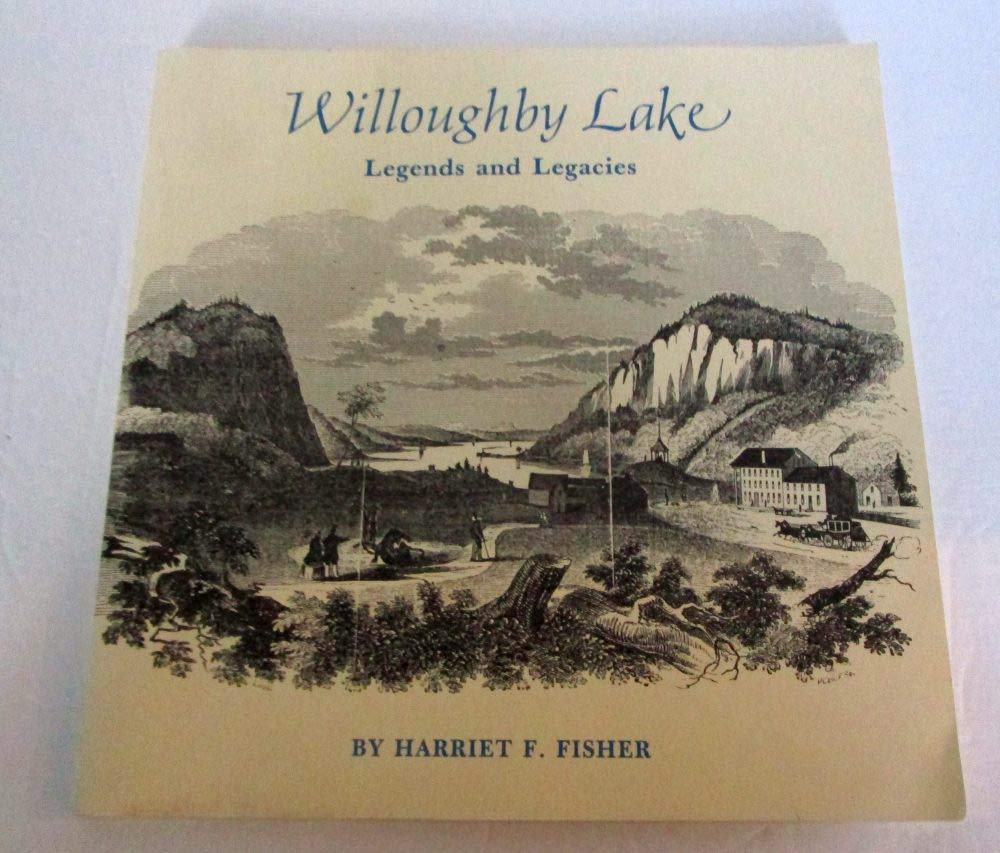 Willoughby Lake
Legends and Legacies
BY HARRIET F. FISHER